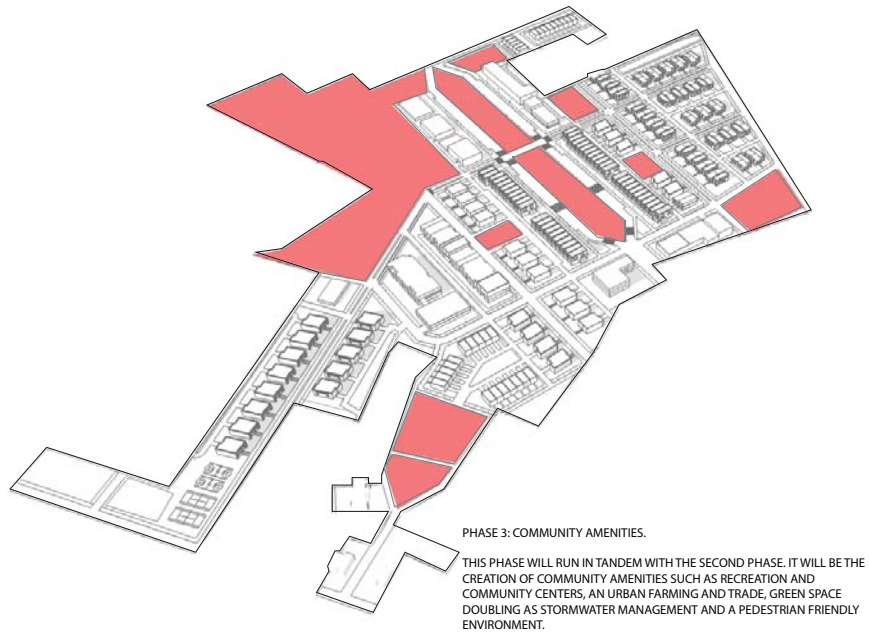 PHASE 3: COMMUNITY AMENITIES.
THIS PHASE WILL RUN IN TANDEM WITH THE SECOND PHASE. IT WILL BE THE
CREATION OF COMMUNITY AMENITIES SUCH AS RECREATION AND
COMMUNITY CENTERS, AN URBAN FARMING AND TRADE, GREEN SPACE
DOUBLING AS STORMWATER MANAGEMENT AND A PEDESTRIAN FRIENDLY
ENVIRONMENT.